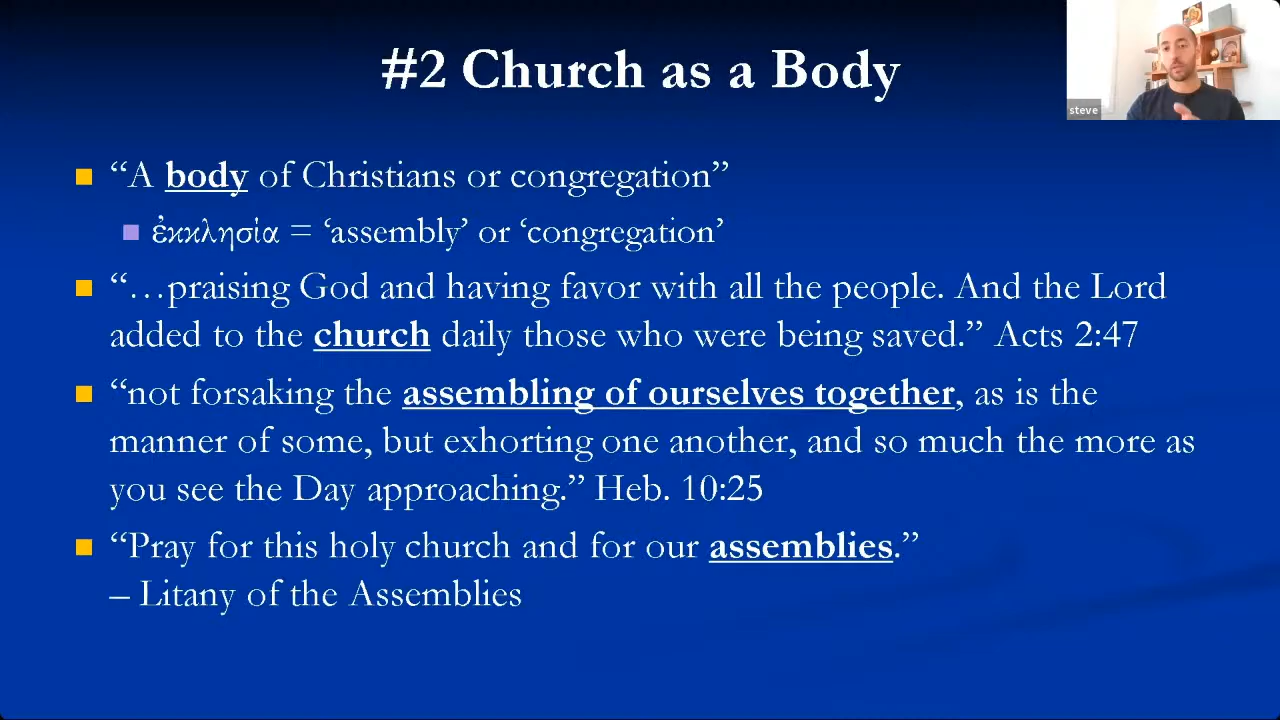 #2 Church as a Body
steve
“A body of Christians or congregation”
ἐκκλησία = ‘assembly’ or ‘congregation’
“…praising God and having favor with all the people. And the Lord
added to the church daily those who were being saved.” Acts 2:47
“not forsaking the assembling of ourselves together, as is the
manner of some, but exhorting one another, and so much the more as
you see the Day approaching.” Heb. 10:25
“Pray for this holy church and for our assemblies.”
– Litany of the Assemblies